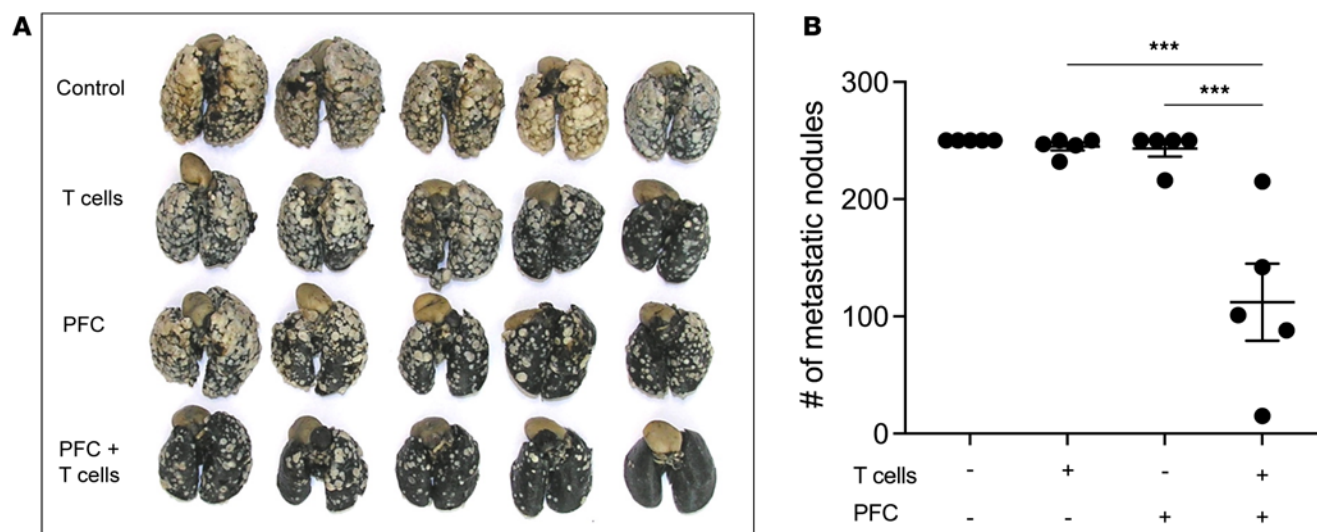 A
Control
T cells
PFC
PFC +
T cells
B
# of metastatic nodules
300
200
100
0
***
***
T cells - + - +
PFC - - + +